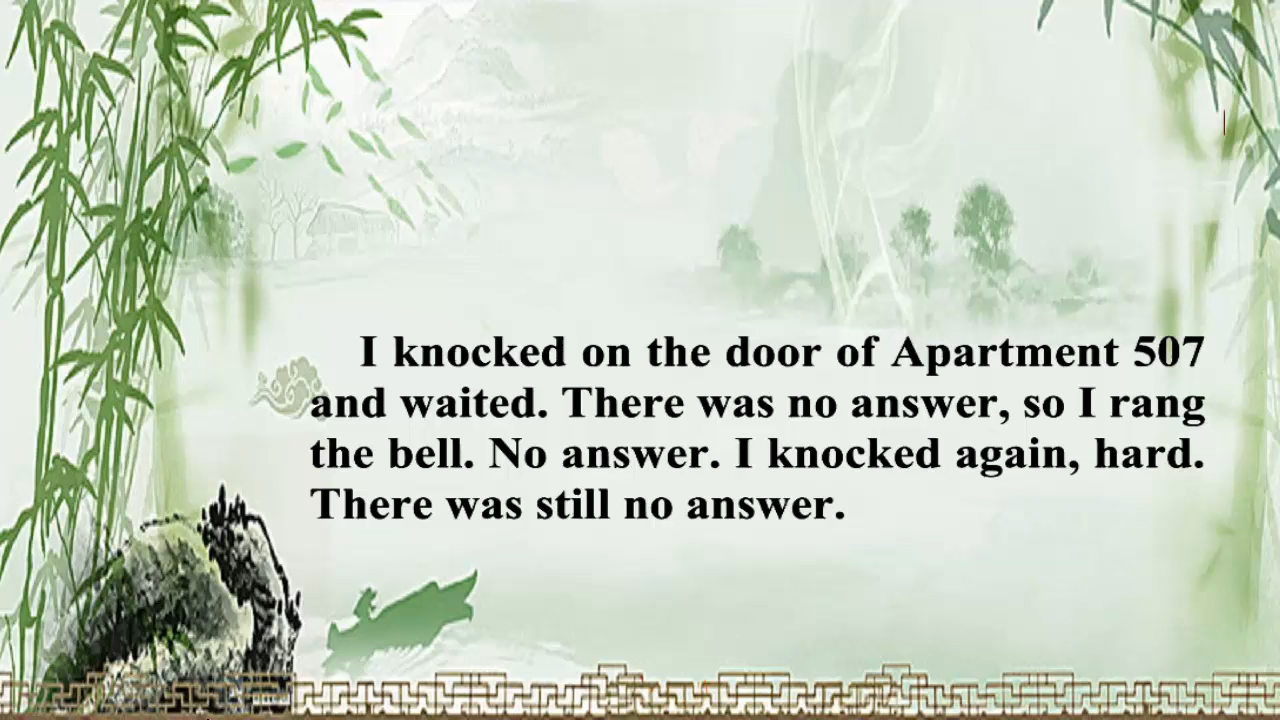 I knocked on the door of Apartment 507
and waited. There was no answer, so I rang
the bell. No answer. I knocked again, hard.
There was still no answer.